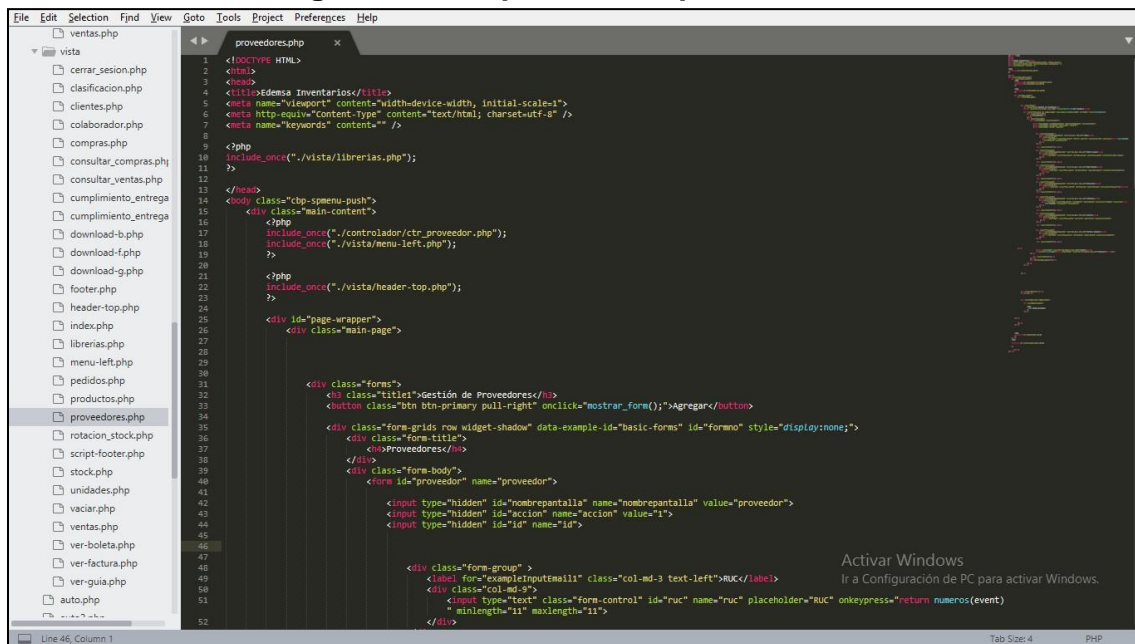 File Edit Selection Find View Goto Tools Project Preferences Help
ventas.php
vista
cerrar_sesion.php
clasificacion.php
clientes.php
colaborador.php
compras.php
consultar_compras.php
consultar_ventas.php
cumplimiento_entrega
cumplimiento_entrega
download-b.php
download-f.php
download-g.php
footer.php
header-top.php
index.php
librerias.php
menu-left.php
pedidos.php
productos.php
proveedores.php
rotacion_stock.php
script-footer.php
stock.php
unidades.php
vaciar.php
ventas.php
ver-boleta.php
ver-factura.php
ver-guia.php
auto.php
proveedores.php ×
1 <!DOCTYPE HTML>
2 <html>
3 <head>
4 <title>Edemsa Inventarios</title>
5 <meta name="viewport" content="width=device-width, initial-scale=1">
6 <meta http-equiv="Content-Type" content="text/html; charset=utf-8" />
7 <meta name="keywords" content="" />
8
9 <?php
10 include_once("./vista/librerias.php");
11 ?>
12
13 </head>
14 <body class="cbp-spmenu-push">
15 <div class="main-content">
16 <?php
17 include_once("./controlador/ctr_proveedor.php");
18 include_once("./vista/menu-left.php");
19 ?>
20
21 <?php
22 include_once("./vista/header-top.php");
23 ?>
24
25 <div id="page-wrapper">
26 <div class="main-page">
27
28
29
30
31 <div class="forms">
32 <h3 class="title1">Gestión de Proveedores</h3>
33 <button class="btn btn-primary pull-right" onclick="mostrar_form();">Agregar</button>
34
35 <div class="form-grids row widget-shadow" data-example-id="basic-forms" id="formno" style="display:none;">
36 <div class="form-title">
37 <h4>Proveedores</h4>
38 </div>
39 <div class="form-body">
40 <form id="proveedor" name="proveedor">
41
42 <input type="hidden" id="nombrepantalla" name="nombrepantalla" value="proveedor">
43 <input type="hidden" id="accion" name="accion" value="1">
44 <input type="hidden" id="id" name="id">
45
46
47
48 <div class="form-group" >
49 <label for="exampleInputEmail1" class="col-md-3 text-left">RUC</label>
50 <div class="col-md-9">
51 <input type="text" class="form-control" id="ruc" name="ruc" placeholder="RUC" onkeypress="return numeros(event)
" minlength="11" maxlength="11">
52 </div>
Activar Windows
Ir a Configuración de PC para activar Windows.
Line 46, Column 1
Tab Size: 4
PHP